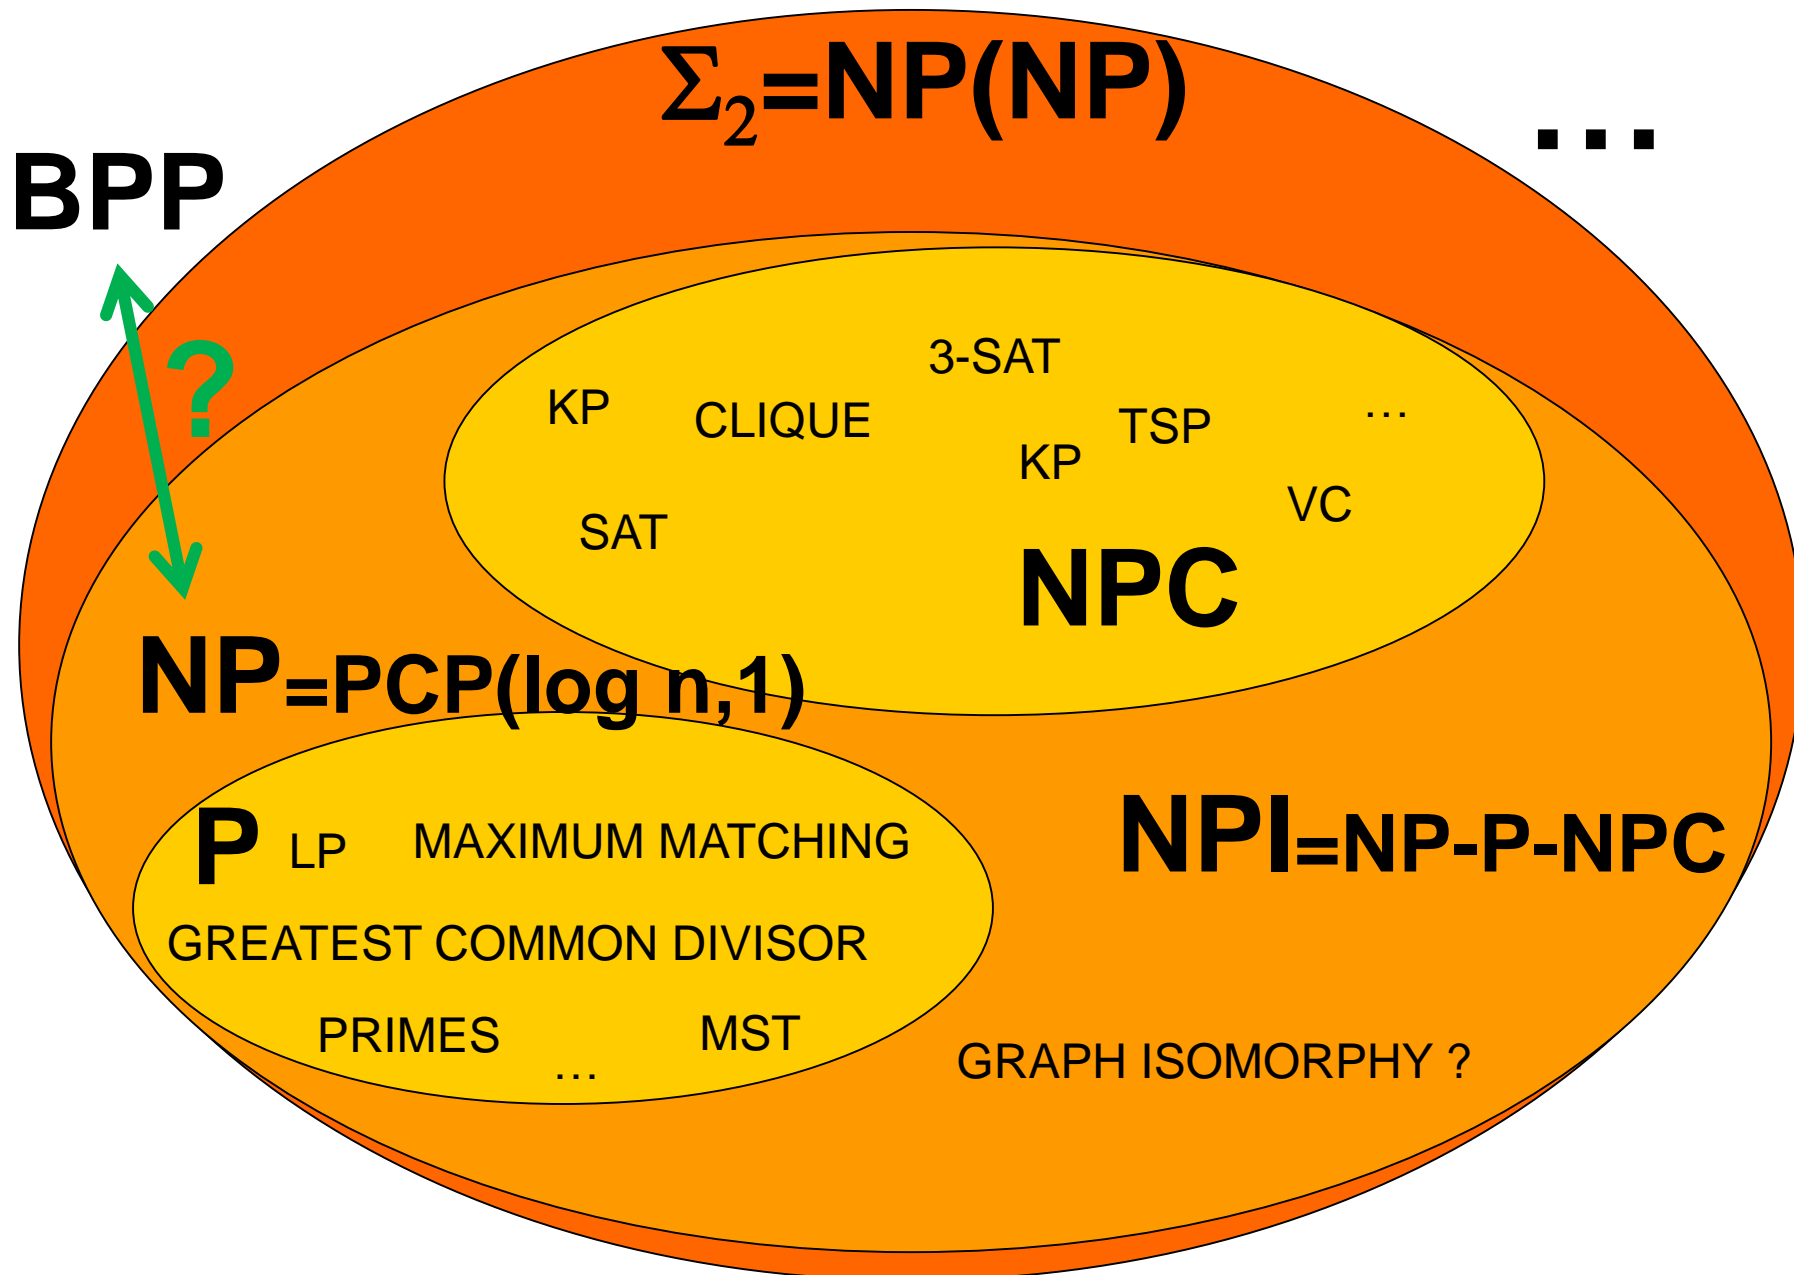 Σ₂=NP(NP)
...
BPP
?
3-SAT
KP
CLIQUE
TSP
...
KP
VC
SAT
NPC
NP=PCP(log n,1)
P
LP
MAXIMUM MATCHING
NPI=NP-P-NPC
GREATEST COMMON DIVISOR
PRIMES
...
MST
GRAPH ISOMORPHY ?